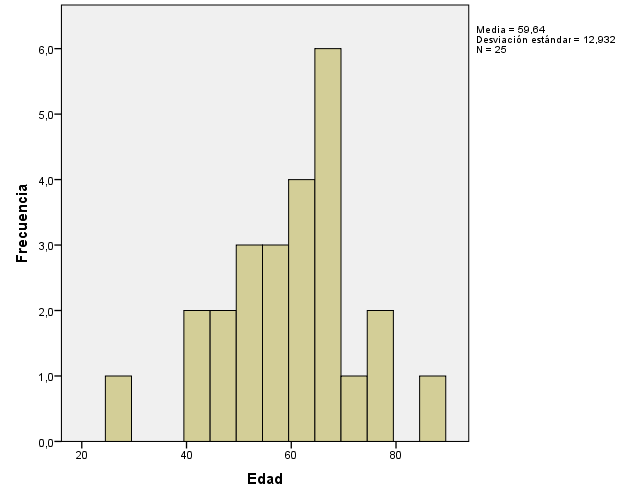 Media = 59,64
Desviación estándar = 12,932
N = 25
6,0
5,0
4,0
3,0
2,0
1,0
0,0
Frecuencia
20
40
60
80
Edad